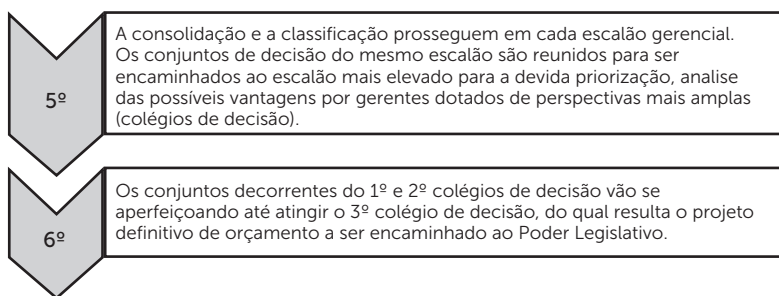 A consolidação e a classificação prosseguem em cada escalão gerencial.
Os conjuntos de decisão do mesmo escalão são reunidos para ser
encaminhados ao escalão mais elevado para a devida priorização, analise
das possíveis vantagens por gerentes dotados de perspectivas mais amplas
(colégios de decisão).
5º
Os conjuntos decorrentes do 1º e 2º colégios de decisão vão se
aperfeiçoando até atingir o 3º colégio de decisão, do qual resulta o projeto
definitivo de orçamento a ser encaminhado ao Poder Legislativo.
6º